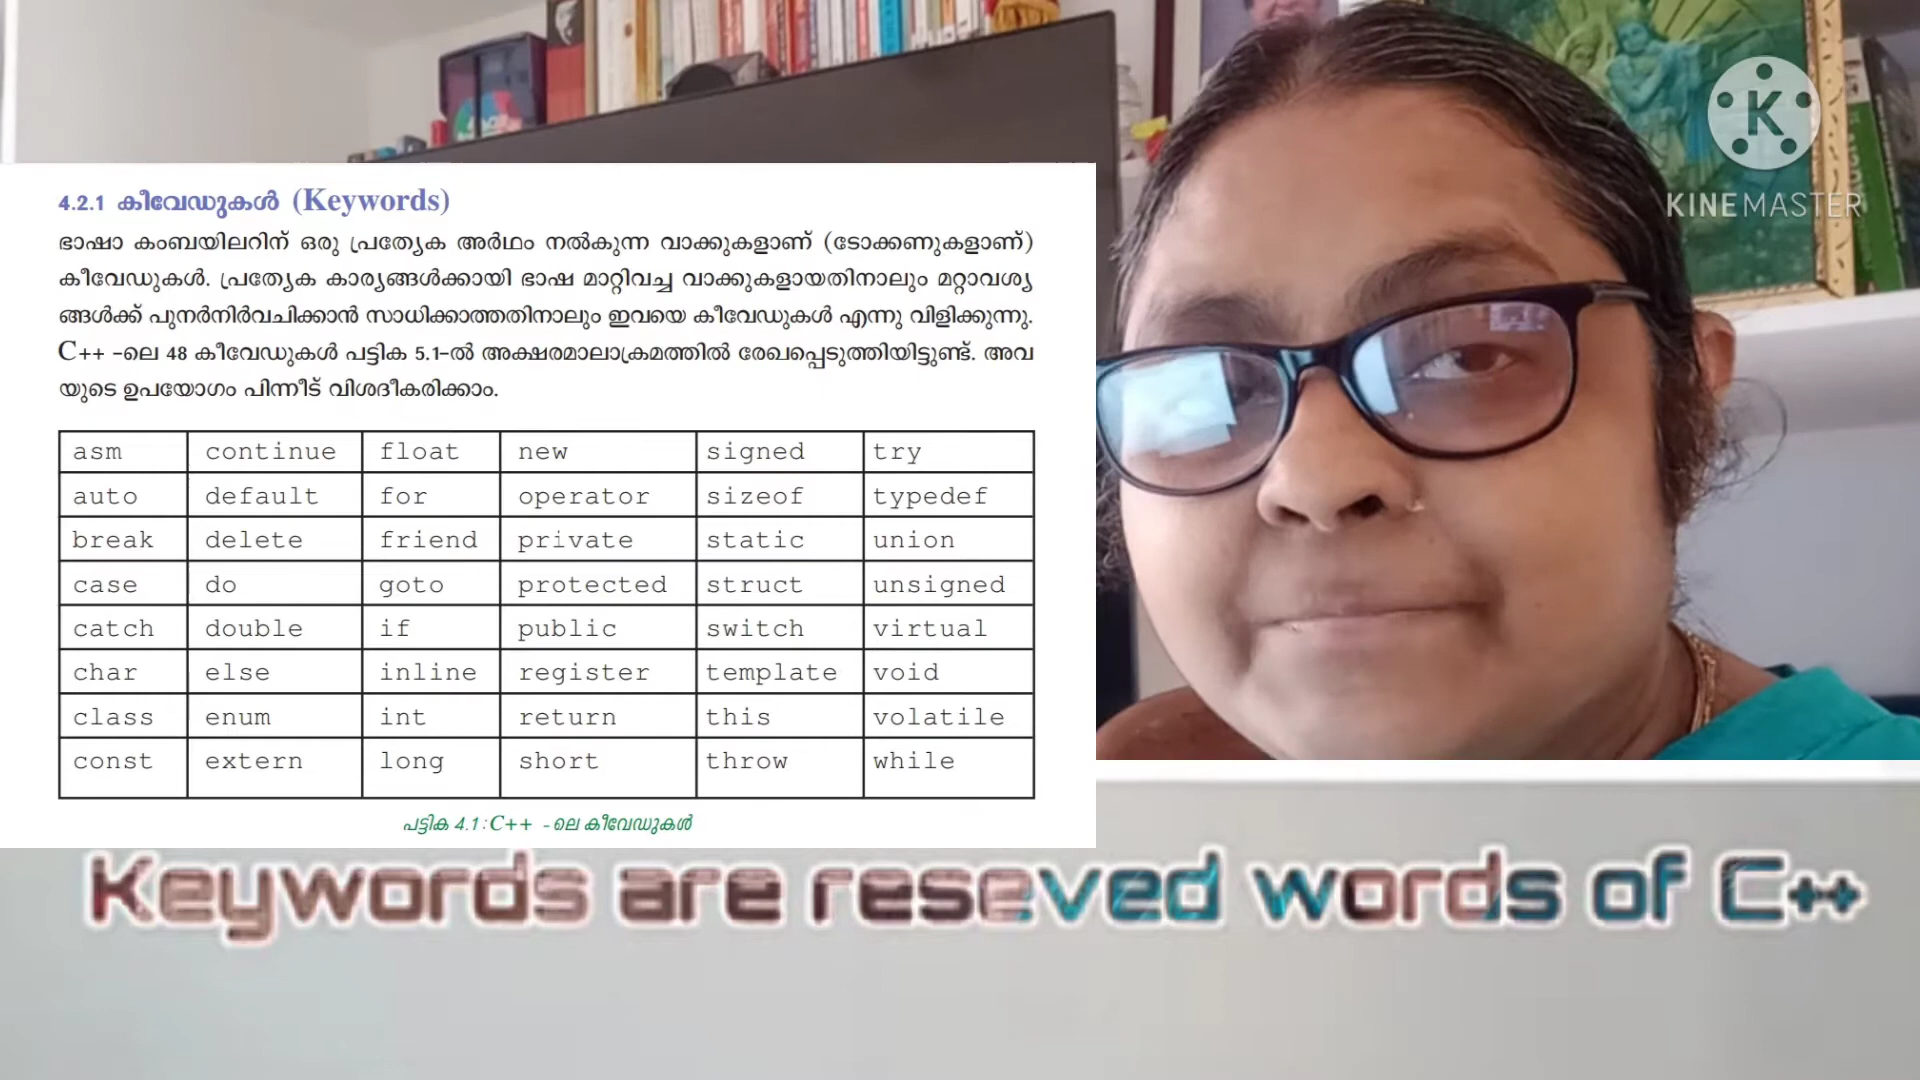 4.2.1 കീവേഡുകൾ (Keywords)
ഭാഷാ കംബയിലറിന് ഒരു പ്രത്യേക അർഥം നൽകുന്ന വാക്കുകളാണ് (ടോക്കണുകളാണ്)
കീവേഡുകൾ. പ്രത്യേക കാര്യങ്ങൾക്കായി ഭാഷ മാറ്റിവച്ച വാക്കുകളായതിനാലും മറ്റാവശ്യ
ങ്ങൾക്ക് പുനർനിർവചിക്കാൻ സാധിക്കാത്തതിനാലും ഇവയെ കീവേഡുകൾ എന്നു വിളിക്കുന്നു.
C++ -ലെ 48 കീവേഡുകൾ പട്ടിക 5.1-ൽ അക്ഷരമാലാക്രമത്തിൽ രേഖപ്പെടുത്തിയിട്ടുണ്ട്. അവ
യുടെ ഉപയോഗം പിന്നീട് വിശദീകരിക്കാം.
asm continue float new signed try
auto default for operator sizeof typedef
break delete friend private static union
case do goto protected struct unsigned
catch double if public switch virtual
char else inline register template void
class enum int return this volatile
const extern long short throw while
പട്ടിക 4.1 : C++ - ലെ കീവേഡുകൾ
K
KINEMASTER
Keywords are reseved words of C++